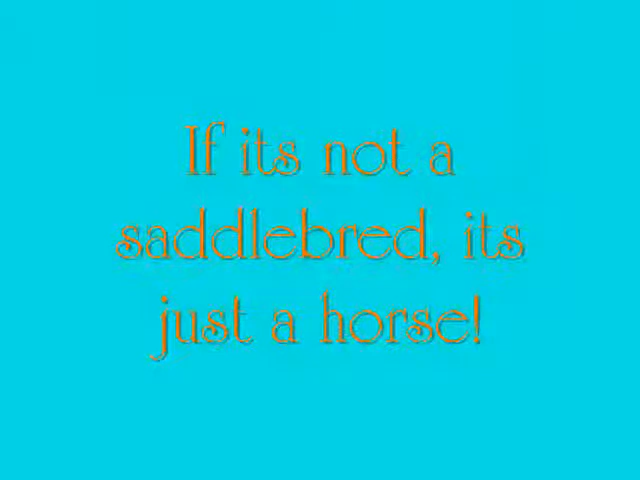 If its not a
saddlebred, its
just a horse!